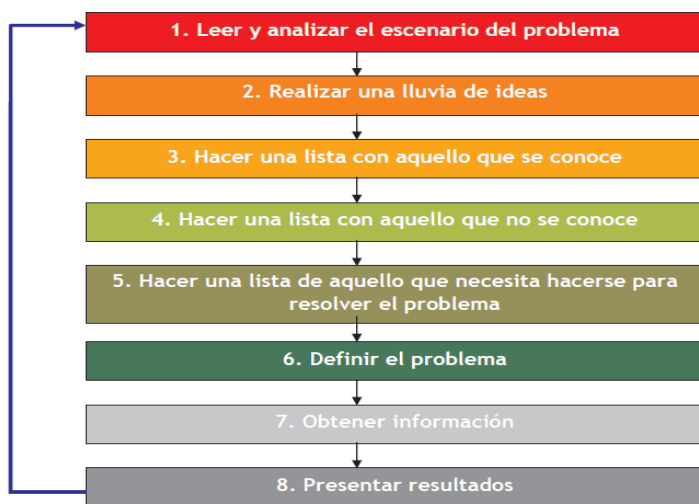 1. Leer y analizar el escenario del problema
2. Realizar una lluvia de ideas
3. Hacer una lista con aquello que se conoce
4. Hacer una lista con aquello que no se conoce
5. Hacer una lista de aquello que necesita hacerse para
resolver el problema
6. Definir el problema
7. Obtener información
8. Presentar resultados